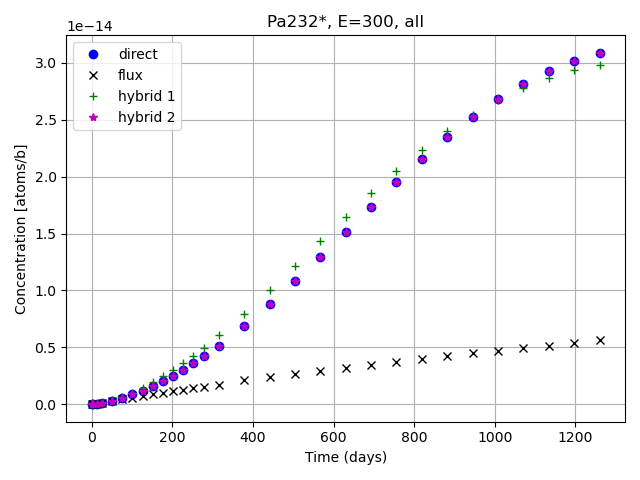 Pa232*, E=300, all
1e−14
direct
flux
hybrid 1
hybrid 2
3.0
2.5
2.0
1.5
1.0
0.5
0.0
Concentration [atoms/b]
0 200 400 600 800 1000 1200
Time (days)